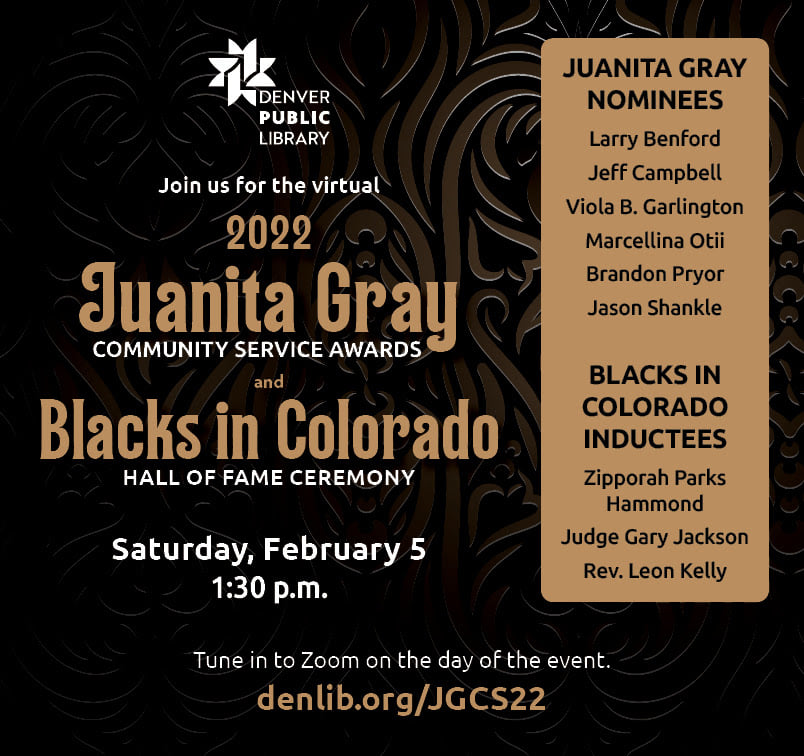 DENVER
PUBLIC
LIBRARY
Join us for the virtual
2022
Juanita Gray
COMMUNITY SERVICE AWARDS
and
Blacks in Colorado
HALL OF FAME CEREMONY
Saturday, February 5
1:30 p.m.
JUANITA GRAY
NOMINEES
Larry Benford
Jeff Campbell
Viola B. Garlington
Marcellina Otii
Brandon Pryor
Jason Shankle
BLACKS IN
COLORADO
INDUCTEES
Zipporah Parks
Hammond
Judge Gary Jackson
Rev. Leon Kelly
Tune in to Zoom on the day of the event.
denlib.org/JGCS22